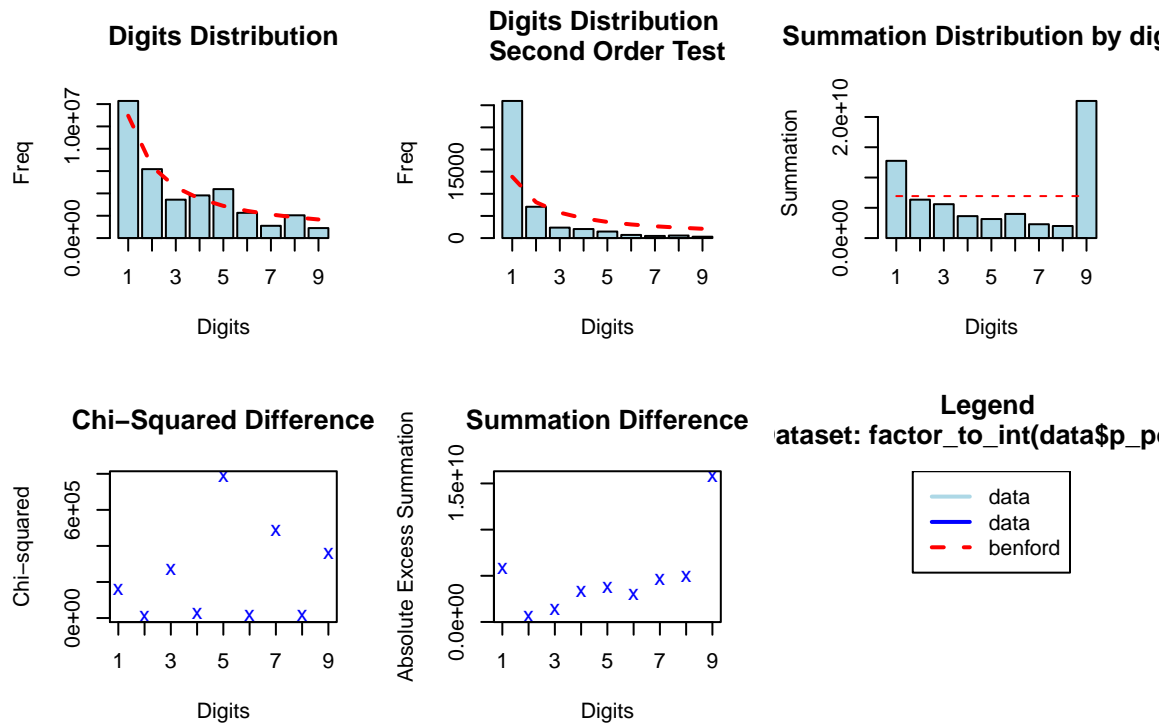 Digits Distribution
Freq
0.0e+00 1.0e+07
1 3 5 7 9
Digits
Digits Distribution
Second Order Test
Freq
0 15000
1 3 5 7 9
Digits
Summation Distribution by dig
Summation
0.0e+00 2.0e+10
1 3 5 7 9
Digits
Chi−Squared Difference
Chi−squared
0e+00 6e+05
1 3 5 7 9
Digits
Summation Difference
Absolute Excess Summation
0.0e+00 1.5e+10
1 3 5 7 9
Digits
Legend
ataset: factor_to_int(data$p_p
data
data
benford